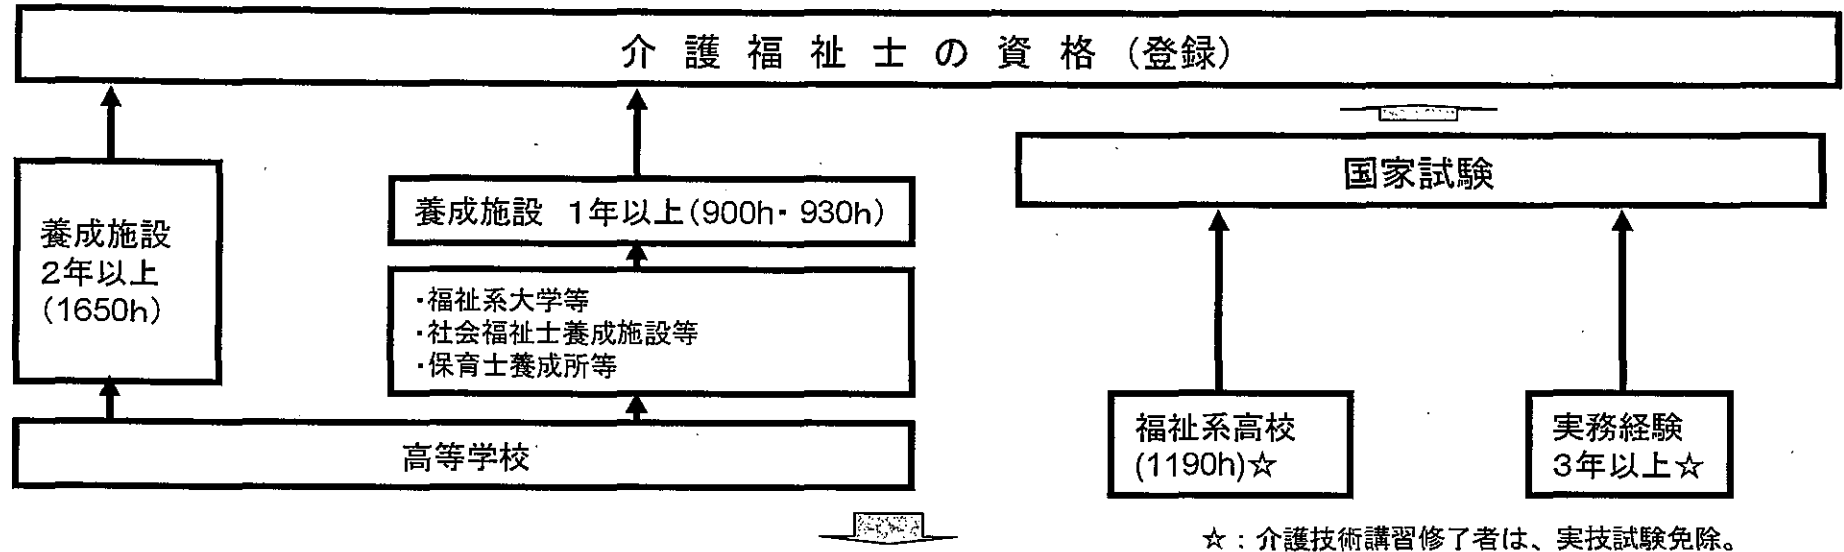 介護福祉士の資格(登録)
養成施設
2年以上
(1650h)
養成施設 1年以上(900h・930h)
・福祉系大学等
・社会福祉士養成施設等
・保育士養成所等
高等学校
国家試験
福祉系高校
(1190h)☆
実務経験
3年以上☆
☆:介護技術講習修了者は、実技試験免除。